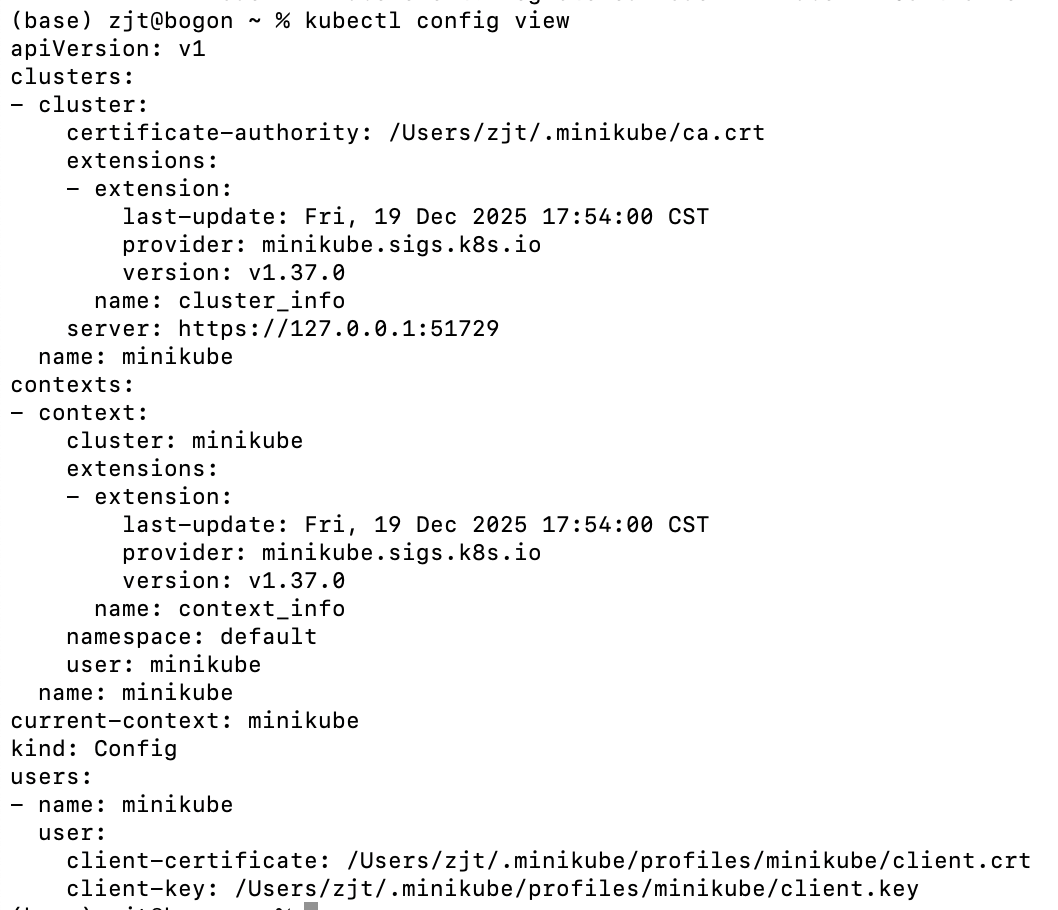 (base) zjt@bogon ~ % kubectl config view
apiVersion: v1
clusters:
- cluster:
    certificate-authority: /Users/zjt/.minikube/ca.crt
    extensions:
    - extension:
        last-update: Fri, 19 Dec 2025 17:54:00 CST
        provider: minikube.sigs.k8s.io
        version: v1.37.0
      name: cluster_info
    server: https://127.0.0.1:51729
  name: minikube
contexts:
- context:
    cluster: minikube
    extensions:
    - extension:
        last-update: Fri, 19 Dec 2025 17:54:00 CST
        provider: minikube.sigs.k8s.io
        version: v1.37.0
      name: context_info
    namespace: default
    user: minikube
  name: minikube
current-context: minikube
kind: Config
users:
- name: minikube
  user:
    client-certificate: /Users/zjt/.minikube/profiles/minikube/client.crt
    client-key: /Users/zjt/.minikube/profiles/minikube/client.key